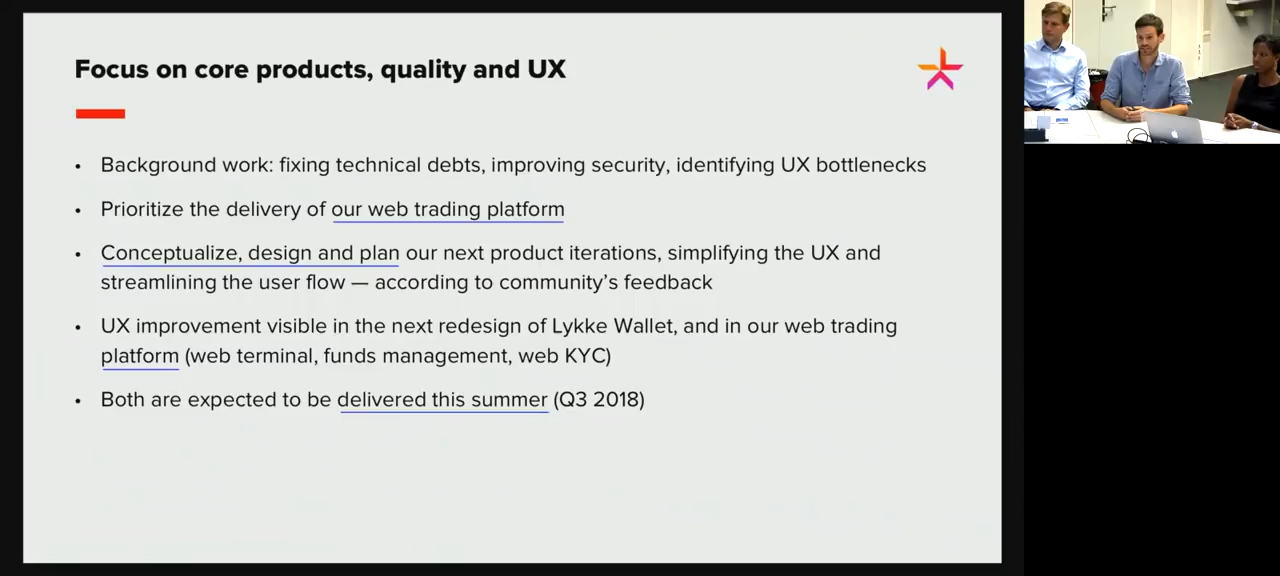 Focus on core products, quality and UX
• Background work: fixing technical debts, improving security, identifying UX bottlenecks
• Prioritize the delivery of our web trading platform
• Conceptualize, design and plan our next product iterations, simplifying the UX and
streamlining the user flow — according to community’s feedback
• UX improvement visible in the next redesign of Lykke Wallet, and in our web trading
platform (web terminal, funds management, web KYC)
• Both are expected to be delivered this summer (Q3 2018)